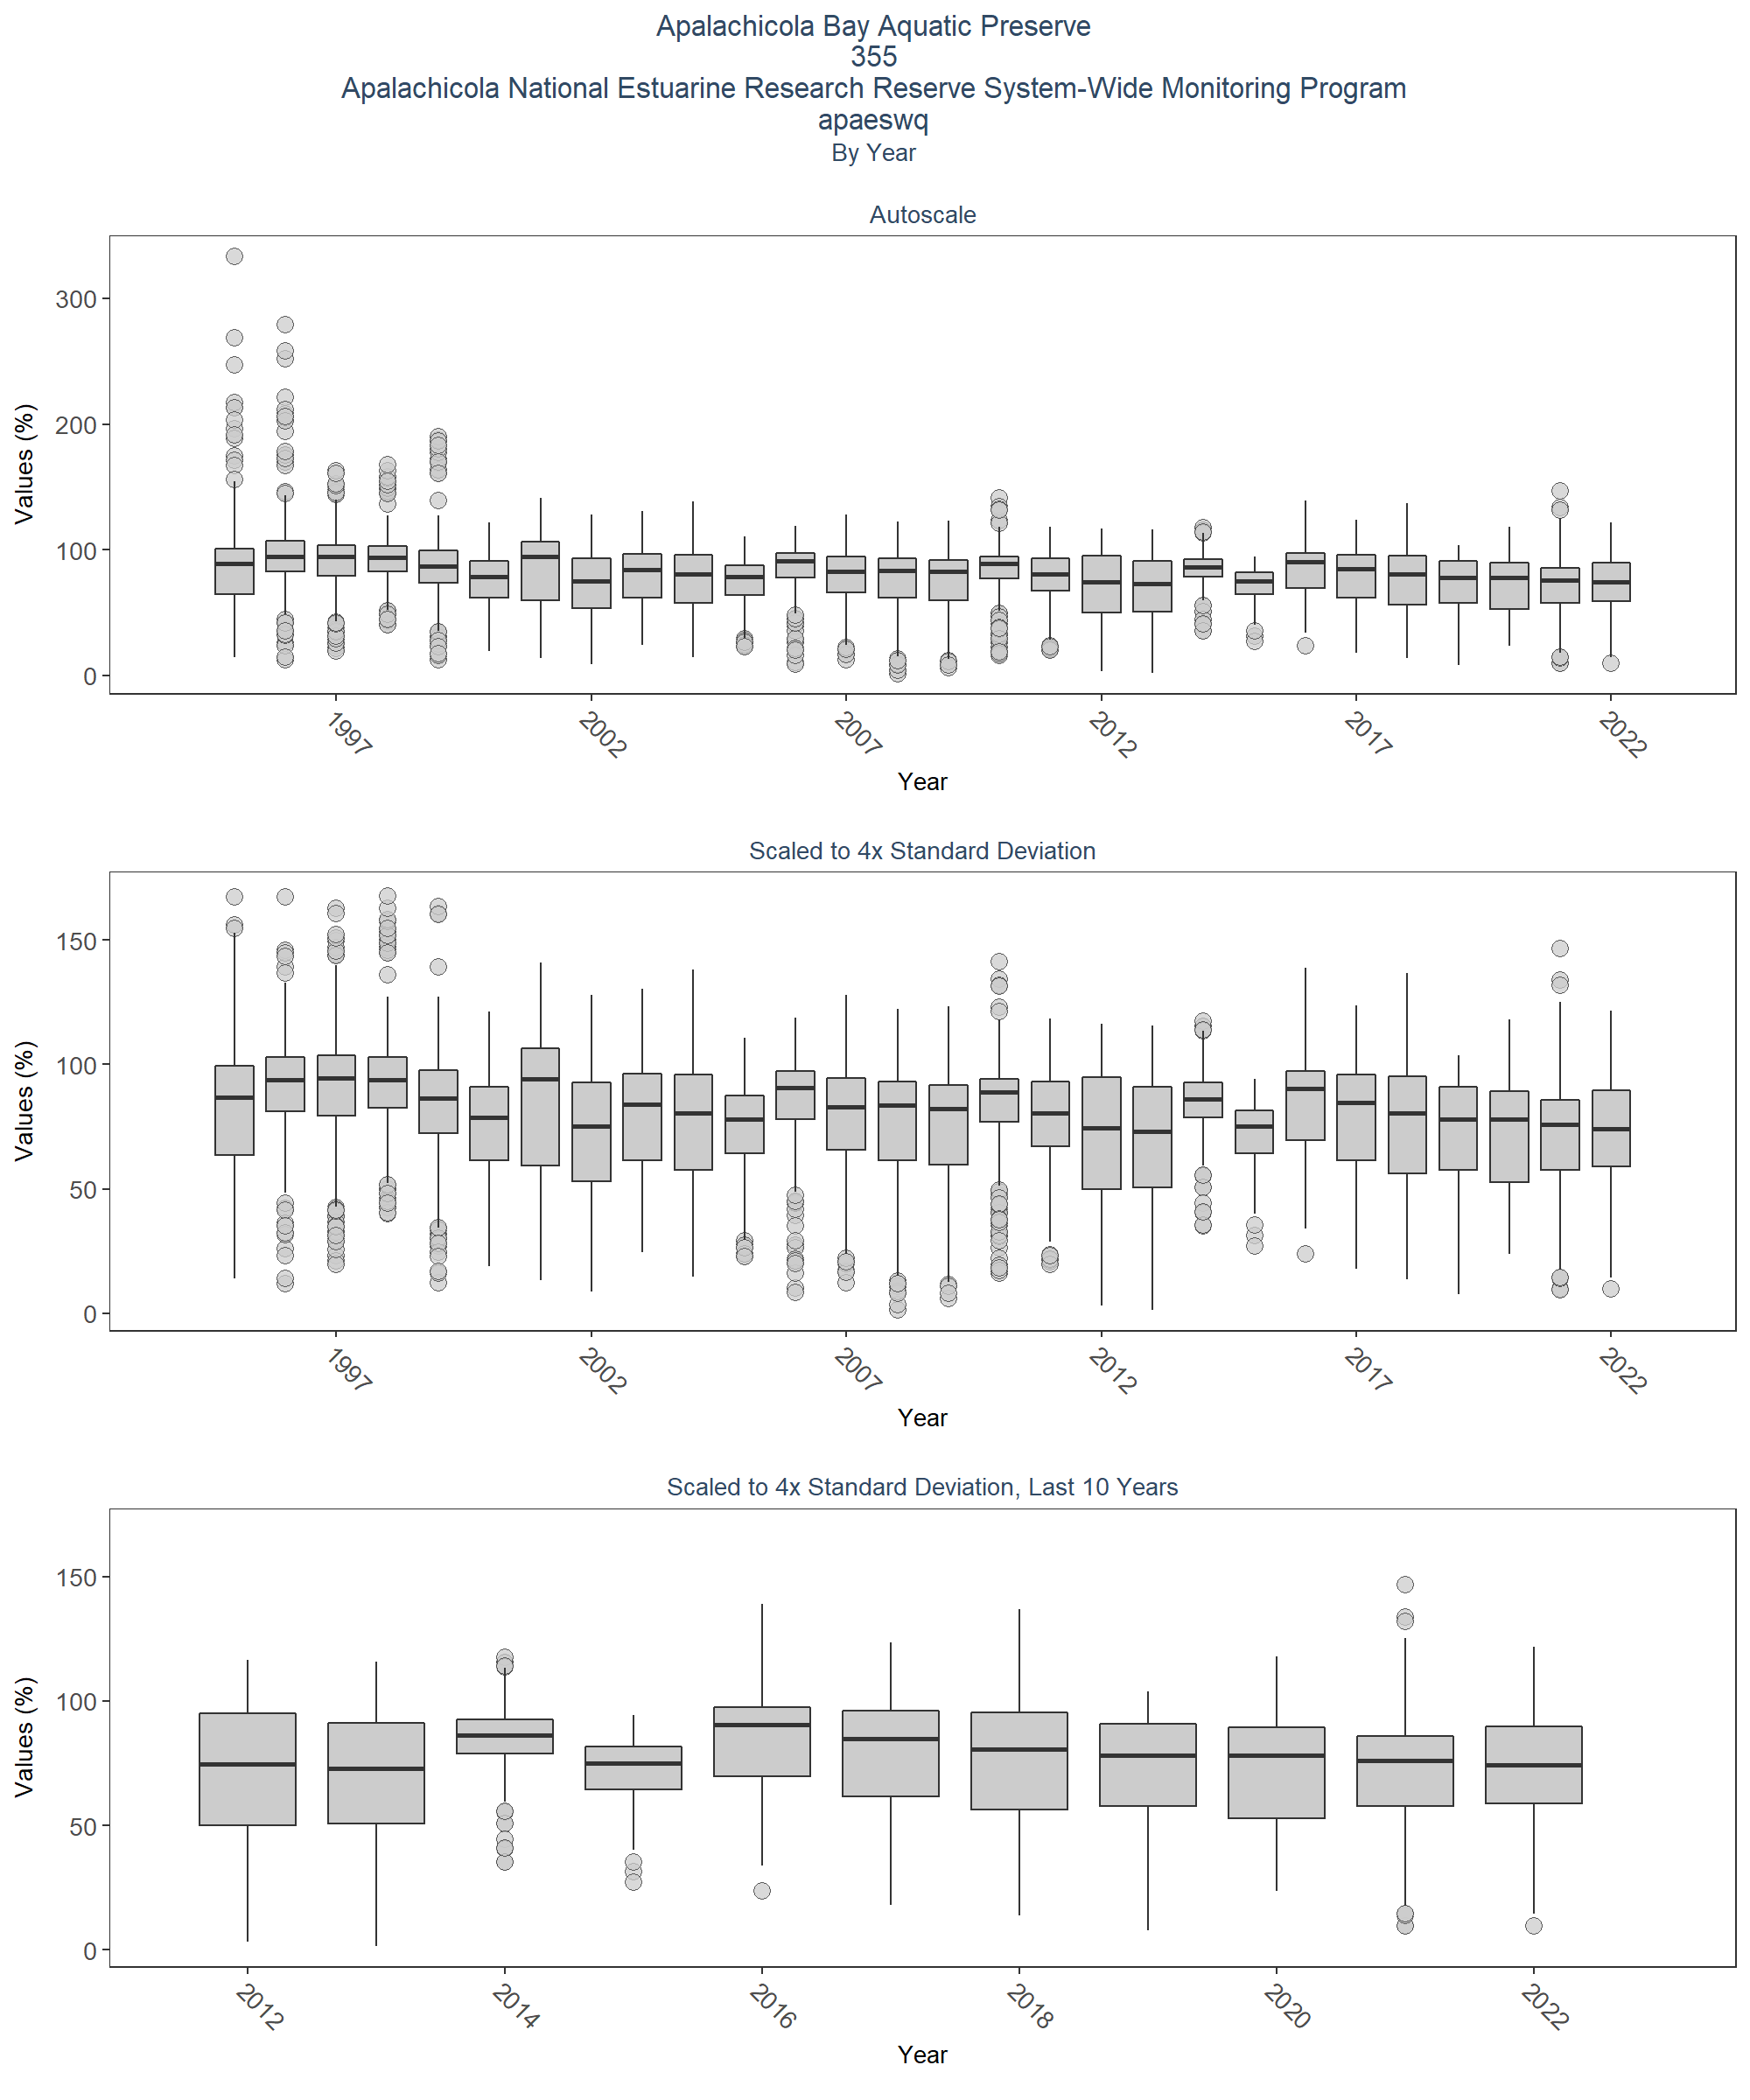 Apalachicola Bay Aquatic Preserve
355
Apalachicola National Estuarine Research Reserve System-Wide Monitoring Program
apaeswq
By Year
Autoscale
Values (%)
300
200
100
0
1997
2002
2007
2012
2017
2022
Year
Scaled to 4x Standard Deviation
Values (%)
150
100
50
0
1997
2002
2007
2012
2017
2022
Year
Scaled to 4x Standard Deviation, Last 10 Years
Values (%)
150
100
50
0
2012
2014
2016
2018
2020
2022
Year